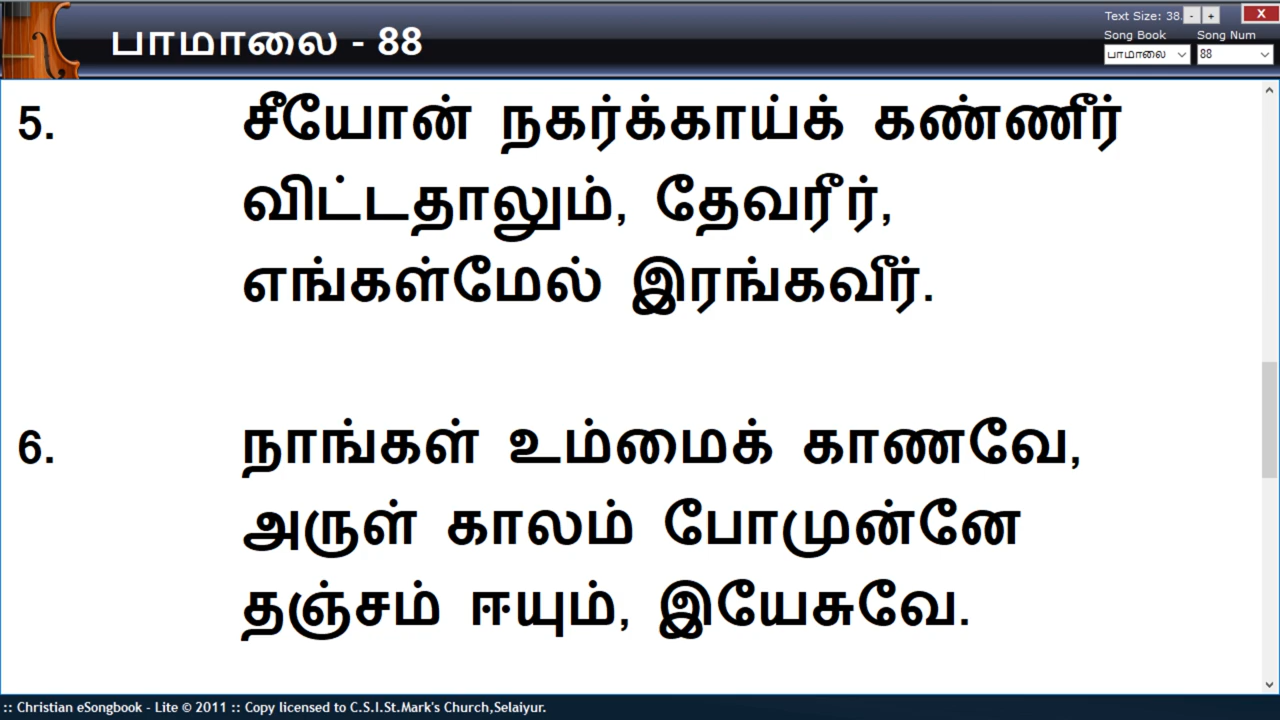 பாமாலை - 88
Text Size: 38.
- +
X
Song Book
Song Num
பாமாலை
88
5. சீயோன் நகர்க்காய்க் கண்ணீர்
விட்டதாலும், தேவரீர்,
எங்கள்மேல் இரங்கவீர்.
6. நாங்கள் உம்மைக் காணவே,
அருள் காலம் போமுன்னே
தஞ்சம் ஈயும், இயேசுவே.
:: Christian eSongbook - Lite © 2011 :: Copy licensed to C.S.I.St.Mark's Church,Selaiyur.